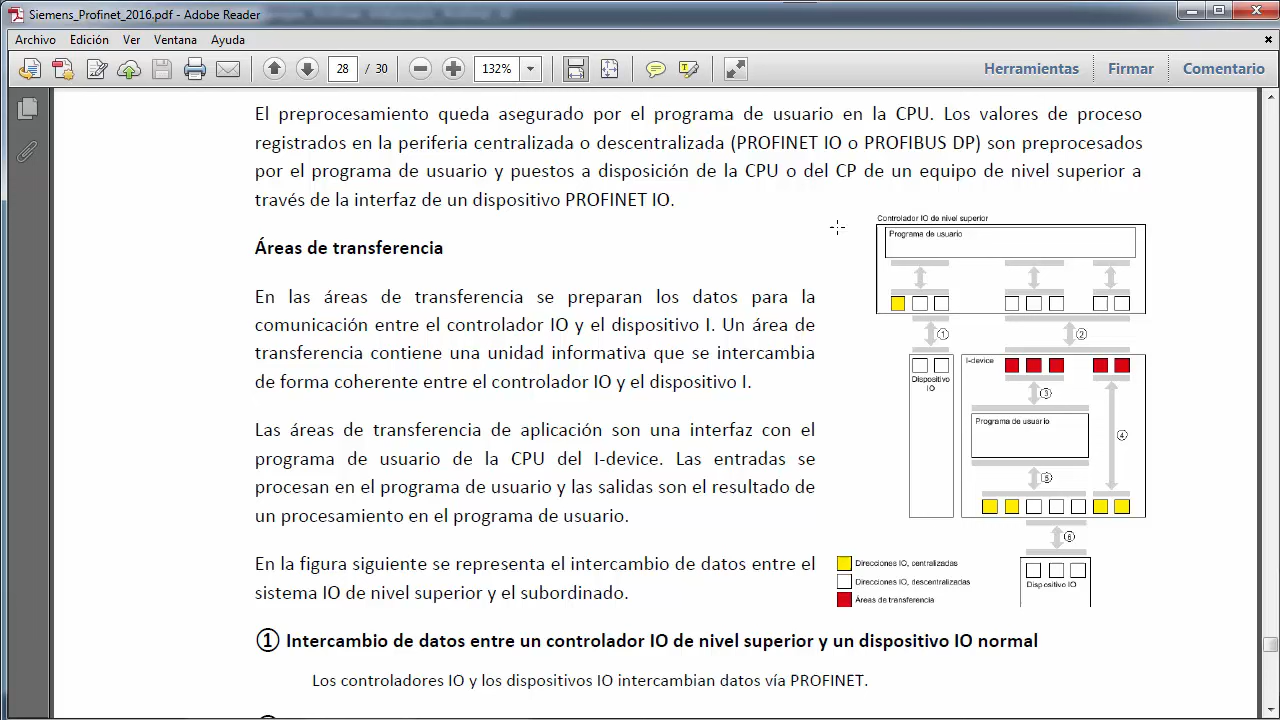 Siemens_Profinet_2016.pdf - Adobe Reader
Archivo Edición Ver Ventana Ayuda
28 / 30 132% Herramientas Firmar Comentario
El preprocesamiento queda asegurado por el programa de usuario en la CPU. Los valores de proceso
registrados en la periferia centralizada o descentralizada (PROFINET IO o PROFIBUS DP) son preprocesados
por el programa de usuario y puestos a disposición de la CPU o del CP de un equipo de nivel superior a
través de la interfaz de un dispositivo PROFINET IO.
Áreas de transferencia
En las áreas de transferencia se preparan los datos para la
comunicación entre el controlador IO y el dispositivo I. Un área de
transferencia contiene una unidad informativa que se intercambia
de forma coherente entre el controlador IO y el dispositivo I.
Las áreas de transferencia de aplicación son una interfaz con el
programa de usuario de la CPU del I-device. Las entradas se
procesan en el programa de usuario y las salidas son el resultado de
un procesamiento en el programa de usuario.
En la figura siguiente se representa el intercambio de datos entre el
sistema IO de nivel superior y el subordinado.
Controlador IO de nivel superior
Programa de usuario
① ②
I-device
Dispositivo
IO
③
Programa de usuario
④
⑤
⑥
Direcciones IO, centralizadas
Direcciones IO, descentralizadas
Áreas de transferencia
Dispositivo IO
① Intercambio de datos entre un controlador IO de nivel superior y un dispositivo IO normal
Los controladores IO y los dispositivos IO intercambian datos vía PROFINET.